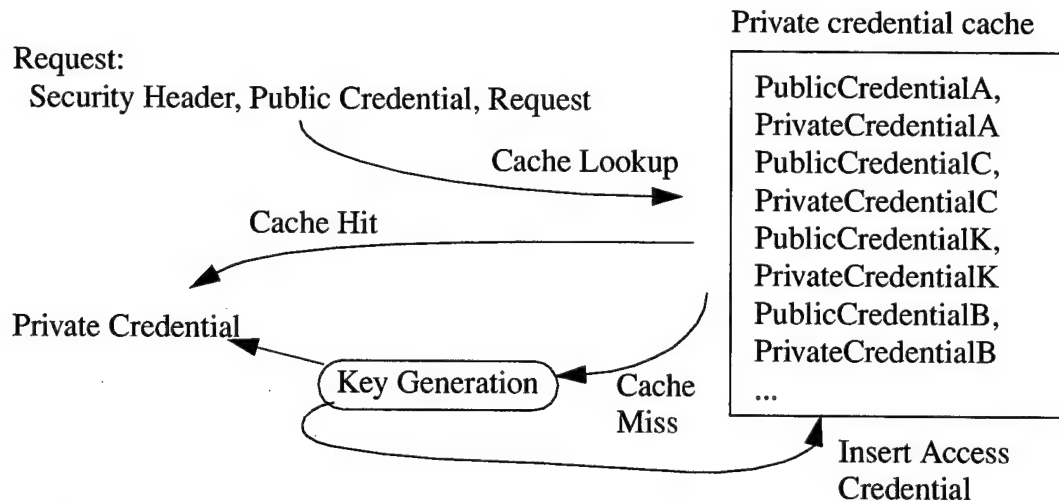 Private credential cache
Request:
Security Header, Public Credential, Request
Cache Lookup
Cache Hit
Private Credential
Key Generation
Cache
Miss
PublicCredentialA,
PrivateCredentialA
PublicCredentialC,
PrivateCredentialC
PublicCredentialK,
PrivateCredentialK
PublicCredentialB,
PrivateCredentialB
...
Insert Access
Credential